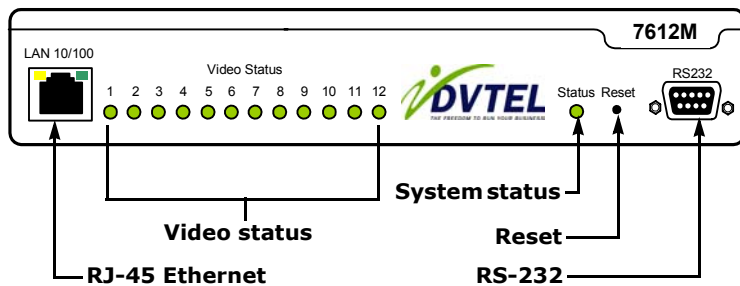 7612M
LAN 10/100
Video Status
RS232
1 2 3 4 5 6 7 8 9 10 11 12
DVTEL
THE FREEDOM TO RUN YOUR BUSINESS
Status Reset
System status
Video status
Reset
RJ-45 Ethernet
RS-232